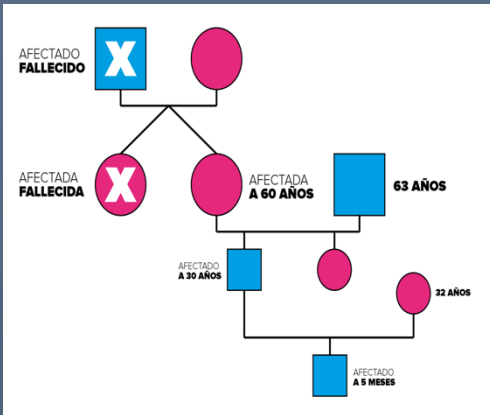 AFECTADO
FALLECIDO
X
AFECTADA
FALLECIDA
X
AFECTADA
A 60 AÑOS
63 AÑOS
AFECTADO
A 30 AÑOS
32 AÑOS
AFECTADO
A 5 MESES